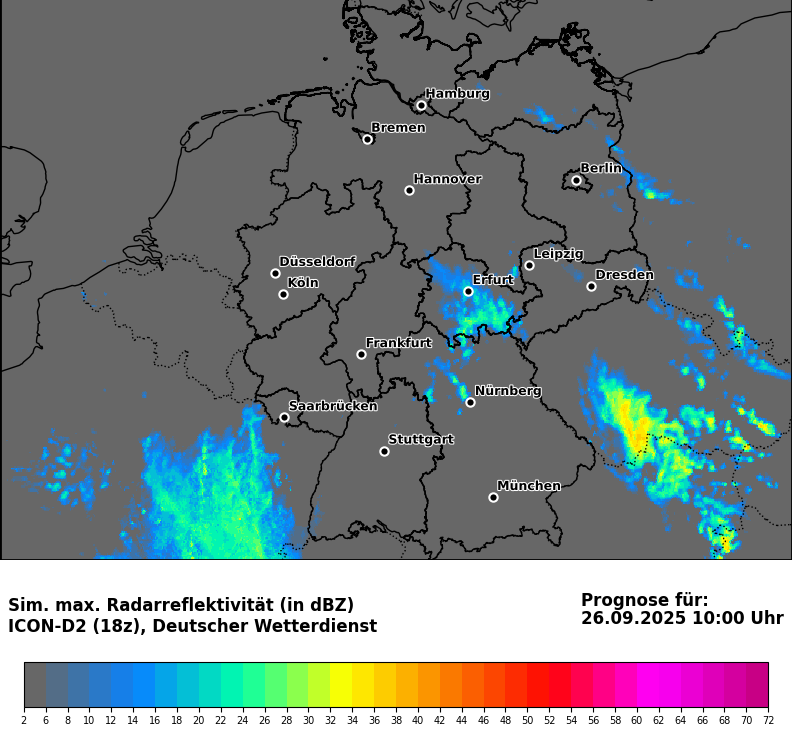 Hamburg
Bremen
Berlin
Hannover
Leipzig
Düsseldorf
Dresden
Köln
Erfurt
Frankfurt
Nürnberg
Saarbrücken
Stuttgart
München
Sim. max. Radarreflektivität (in dBZ)
ICON-D2 (18z), Deutscher Wetterdienst
Prognose für:
26.09.2025 10:00 Uhr
2 6 8 10 12 14 16 18 20 22 24 26 28 30 32 34 36 38 40 42 44 46 48 50 52 54 56 58 60 62 64 66 68 70 72